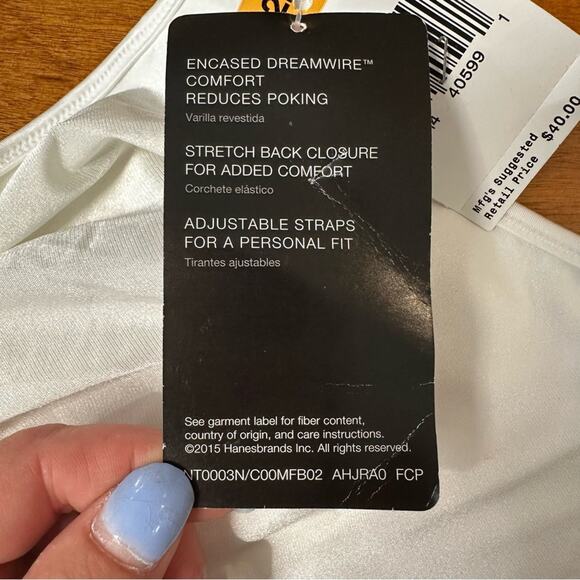 ENCASED DREAMWIRE™
COMFORT
REDUCES POKING
Varilla revestida
STRETCH BACK CLOSURE
FOR ADDED COMFORT
Corchete elástico
ADJUSTABLE STRAPS
FOR A PERSONAL FIT
Tirantes ajustables
See garment label for fiber content,
country of origin, and care instructions.
©2015 Hanesbrands Inc. All rights reserved.
NT0003N/C00MFB02 AHJRA0 FCP
40599
1
Mfg's Suggested
Retail Price $40.00